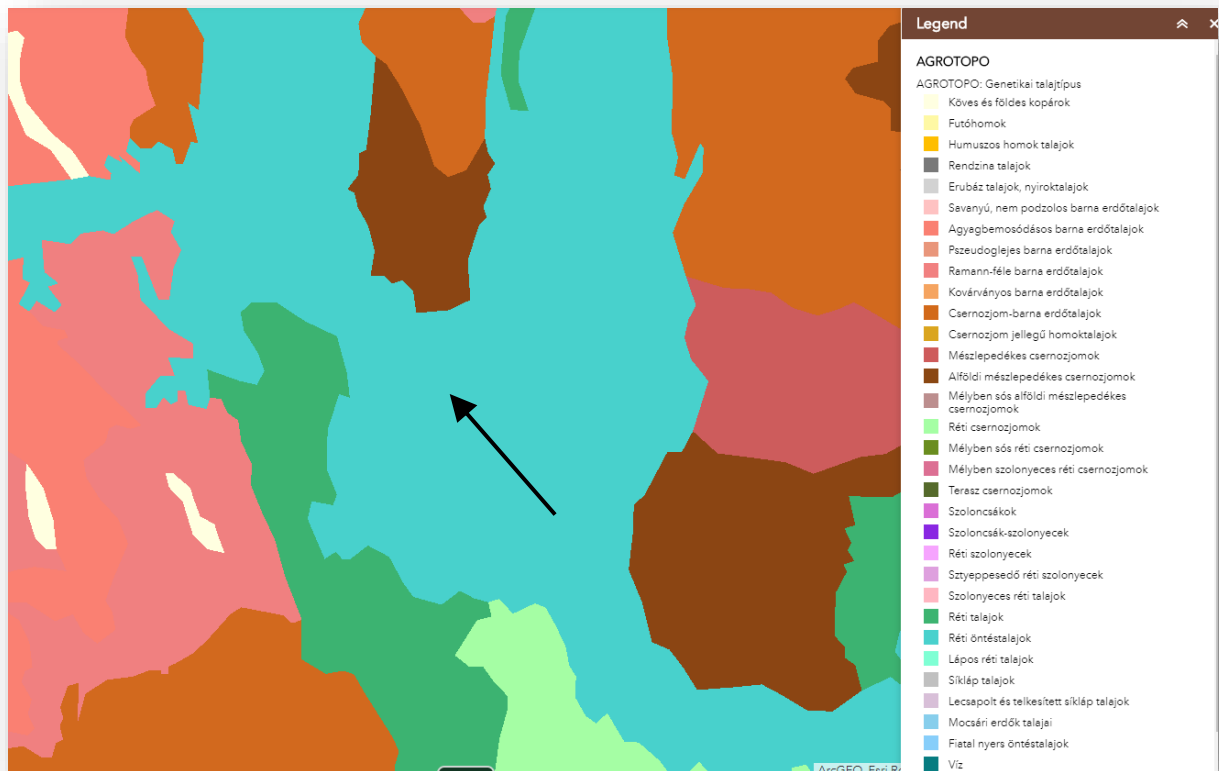 Legend
AGROTOPO
AGROTOPO: Genetikai talajtípus
Köves és földes kopárok
Futóhomok
Humuszos homok talajok
Rendzina talajok
Erubáz talajok, nyiroktalajok
Savanyú, nem podzolos barna erdőtalajok
Agyagbemosódásos barna erdőtalajok
Pszeudoglejes barna erdőtalajok
Ramann-féle barna erdőtalajok
Kovárványos barna erdőtalajok
Csernozjom-barna erdőtalajok
Csernozjom jellegű homoktalajok
Mészlepedékes csernozjomok
Alföldi mészlepedékes csernozjomok
Mélyben sós alföldi mészlepedékes
csernozjomok
Réti csernozjomok
Mélyben sós réti csernozjomok
Mélyben szolonyeces réti csernozjomok
Terasz csernozjomok
Szoloncsákok
Szoloncsák-szolonyecek
Réti szolonyecek
Sztyeppesedő réti szolonyecek
Szolonyeces réti talajok
Réti talajok
Réti öntéstalajok
Lápos réti talajok
Síkláp talajok
Lecsapolt és telkesített síkláp talajok
Mocsári erdők talajai
Fiatal nyers öntéstalajok
Víz